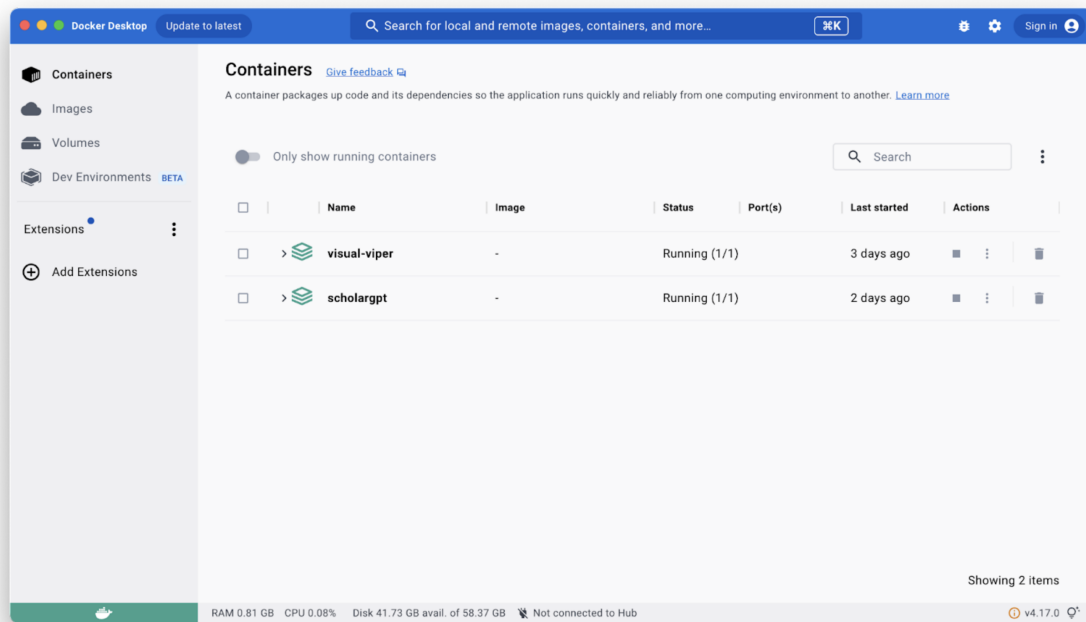 Docker Desktop Update to latest Search for local and remote images, containers, and more... ⌘K Sign in
Containers
Images
Volumes
Dev Environments BETA
Extensions
Add Extensions
Containers Give feedback
A container packages up code and its dependencies so the application runs quickly and reliably from one computing environment to another. Learn more
Only show running containers Search
Name Image Status Port(s) Last started Actions
visual-viper - Running (1/1) 3 days ago
scholargpt - Running (1/1) 2 days ago
Showing 2 items
RAM 0.81 GB CPU 0.08% Disk 41.73 GB avail. of 58.37 GB Not connected to Hub v4.17.0